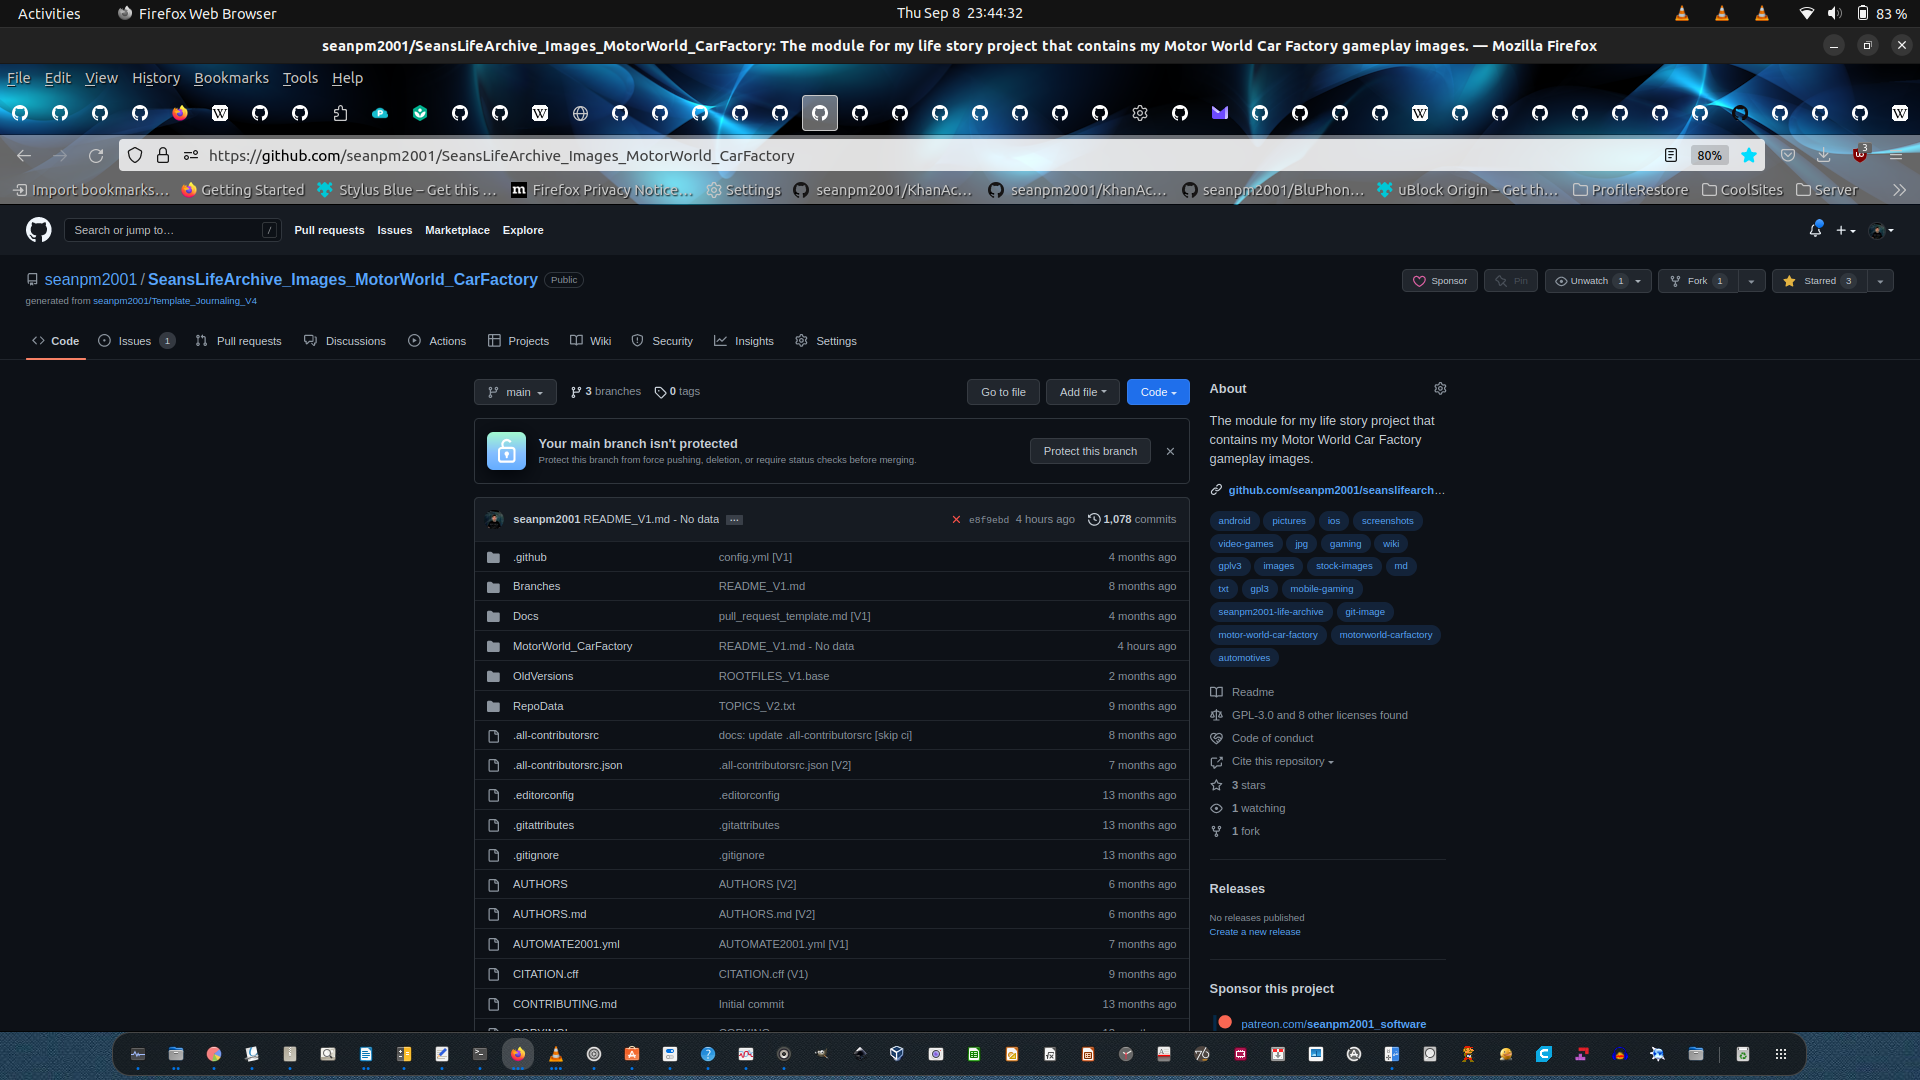 Activities Firefox Web Browser Thu Sep 8 23:44:32 83 %
seanpm2001/SeansLifeArchive_Images_MotorWorld_CarFactory: The module for my life story project that contains my Motor World Car Factory gameplay images. — Mozilla Firefox
File Edit View History Bookmarks Tools Help
https://github.com/seanpm2001/SeansLifeArchive_Images_MotorWorld_CarFactory 80% 3
Import bookmarks… Getting Started Stylus Blue – Get this … Firefox Privacy Notice… Settings seanpm2001/KhanAc… seanpm2001/KhanAc… seanpm2001/BluPhon… uBlock Origin – Get th… ProfileRestore CoolSites Server
Search or jump to… / Pull requests Issues Marketplace Explore
seanpm2001 / SeansLifeArchive_Images_MotorWorld_CarFactory Public Sponsor Pin Unwatch 1 Fork 1 Starred 3
generated from seanpm2001/Template_Journaling_V4
Code Issues 1 Pull requests Discussions Actions Projects Wiki Security Insights Settings
main 3 branches 0 tags Go to file Add file Code
Your main branch isn't protected
Protect this branch from force pushing, deletion, or require status checks before merging.
Protect this branch
seanpm2001 README_V1.md - No data … e8f9ebd 4 hours ago 1,078 commits
.github config.yml [V1] 4 months ago
Branches README_V1.md 8 months ago
Docs pull_request_template.md [V1] 4 months ago
MotorWorld_CarFactory README_V1.md - No data 4 hours ago
OldVersions ROOTFILES_V1.base 2 months ago
RepoData TOPICS_V2.txt 9 months ago
.all-contributorsrc docs: update .all-contributorsrc [skip ci] 8 months ago
.all-contributorsrc.json .all-contributorsrc.json [V2] 7 months ago
.editorconfig .editorconfig 13 months ago
.gitattributes .gitattributes 13 months ago
.gitignore .gitignore 13 months ago
AUTHORS AUTHORS [V2] 6 months ago
AUTHORS.md AUTHORS.md [V2] 6 months ago
AUTOMATE2001.yml AUTOMATE2001.yml [V1] 7 months ago
CITATION.cff CITATION.cff (V1) 9 months ago
CONTRIBUTING.md Initial commit 13 months ago
About
The module for my life story project that
contains my Motor World Car Factory
gameplay images.
github.com/seanpm2001/seanslifearch…
android pictures ios screenshots
video-games jpg gaming wiki
gplv3 images stock-images md
txt gpl3 mobile-gaming
seanpm2001-life-archive git-image
motor-world-car-factory motorworld-carfactory
automotives
Readme
GPL-3.0 and 8 other licenses found
Code of conduct
Cite this repository
3 stars
1 watching
1 fork
Releases
No releases published
Create a new release
Sponsor this project
patreon.com/seanpm2001_software